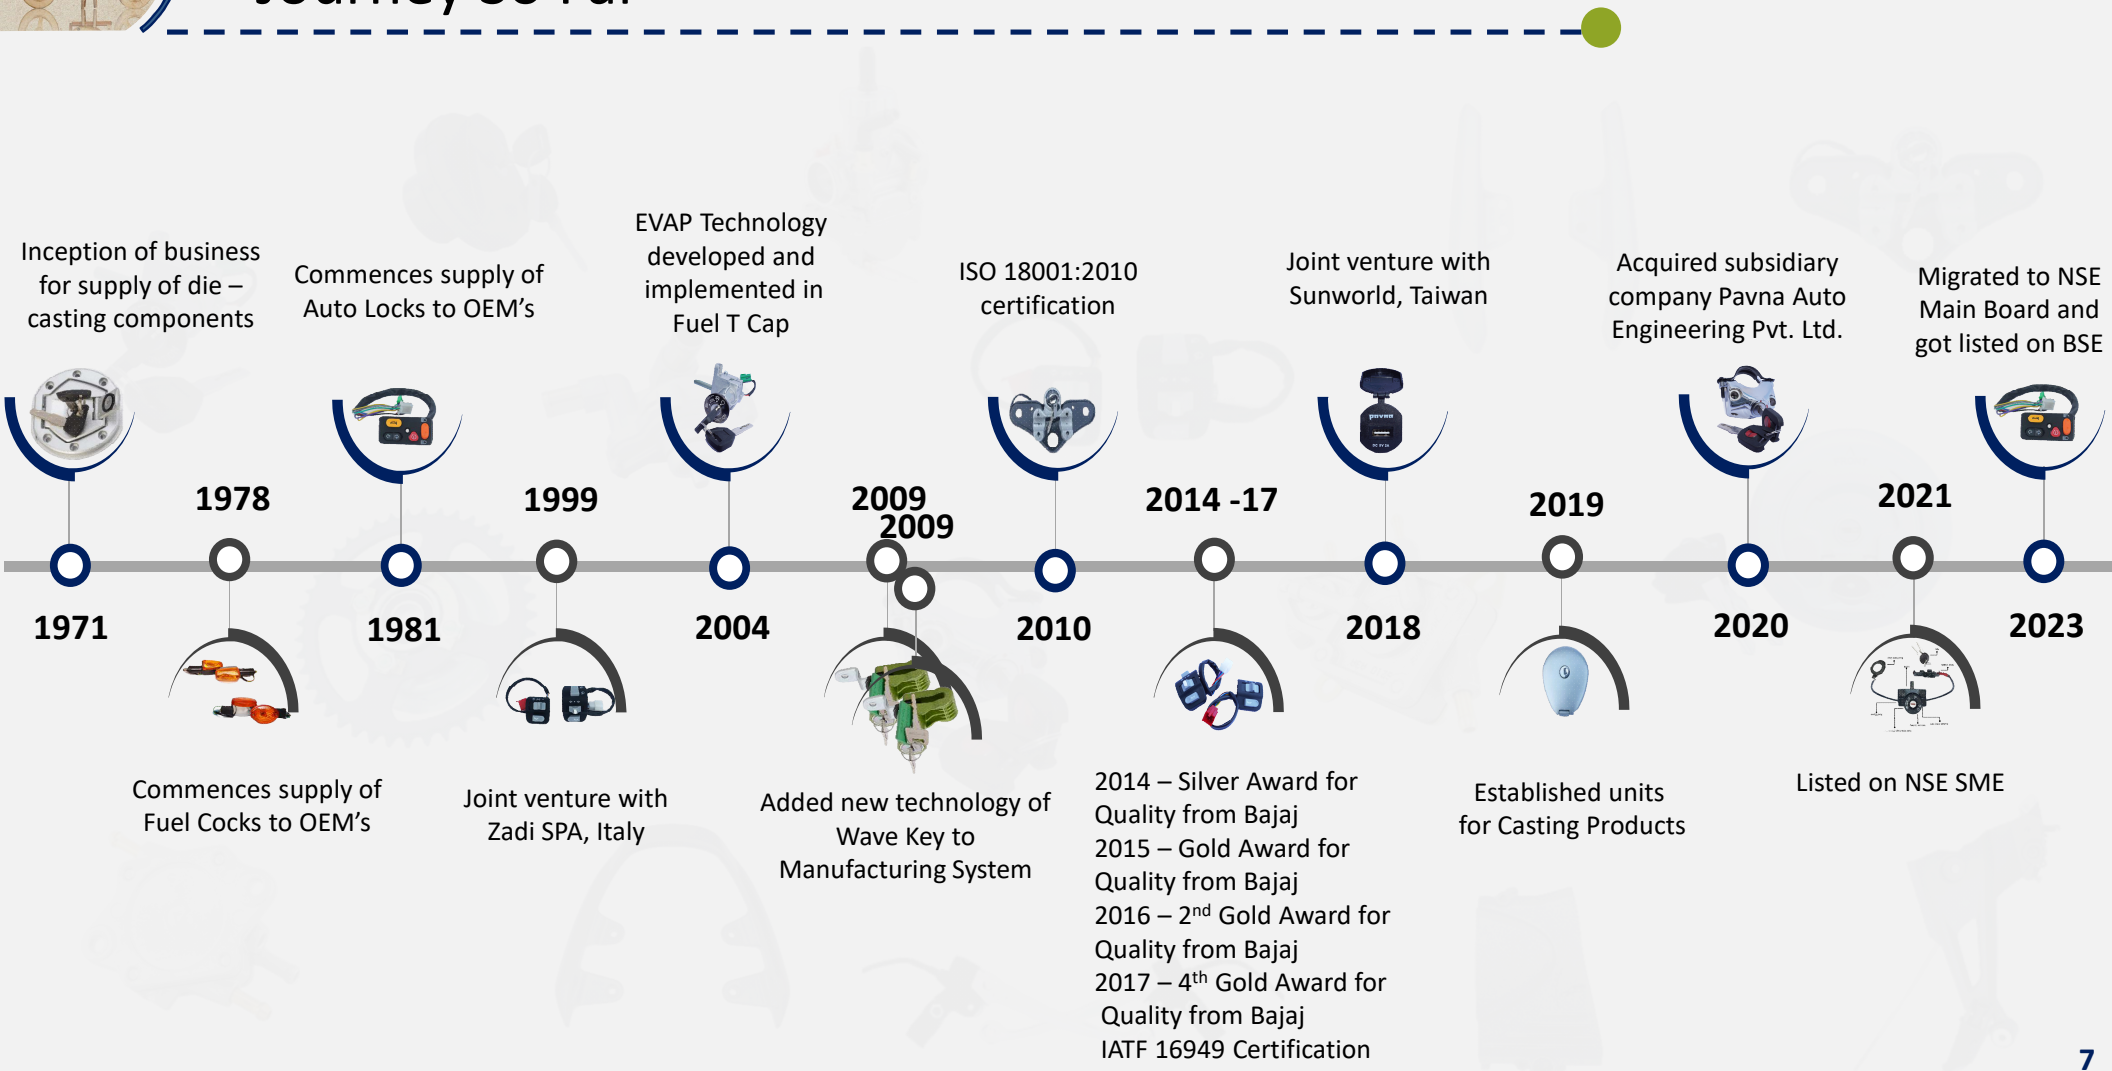 Journey So Far
Inception of business
for supply of die –
casting components
1971
1978
Commences supply of
Fuel Cocks to OEM's
Commences supply of
Auto Locks to OEM's
1981
1999
Joint venture with
Zadi SPA, Italy
EVAP Technology
developed and
implemented in
Fuel T Cap
2004
2009
2009
Added new technology of
Wave Key to
Manufacturing System
ISO 18001:2010
certification
2010
2014 -17
2014 – Silver Award for
Quality from Bajaj
2015 – Gold Award for
Quality from Bajaj
2016 – 2nd Gold Award for
Quality from Bajaj
2017 – 4th Gold Award for
Quality from Bajaj
IATF 16949 Certification
Joint venture with
Sunworld, Taiwan
pavna
2018
2019
Established units
for Casting Products
Acquired subsidiary
company Pavna Auto
Engineering Pvt. Ltd.
2020
2021
Listed on NSE SME
Migrated to NSE
Main Board and
got listed on BSE
2023
7